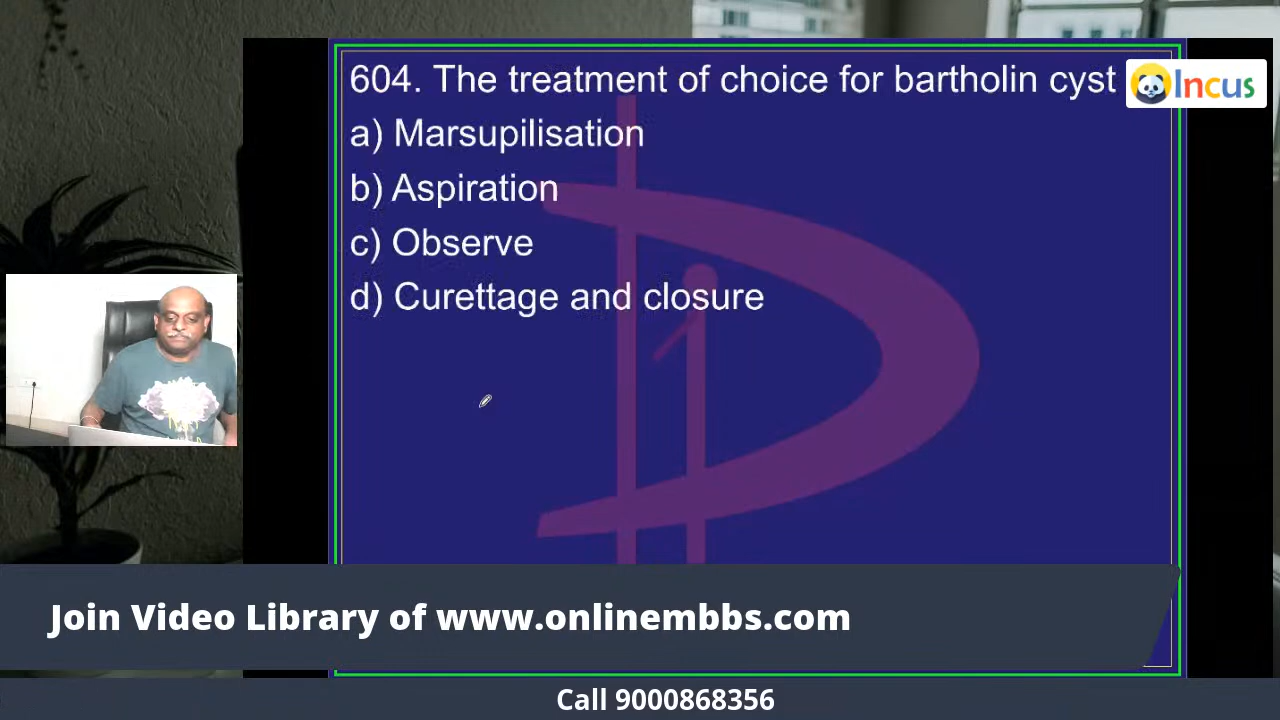 604. The treatment of choice for bartholin cyst
Incus
a) Marsupilisation
b) Aspiration
c) Observe
d) Curettage and closure
Join Video Library of www.onlinembbs.com
Call 9000868356